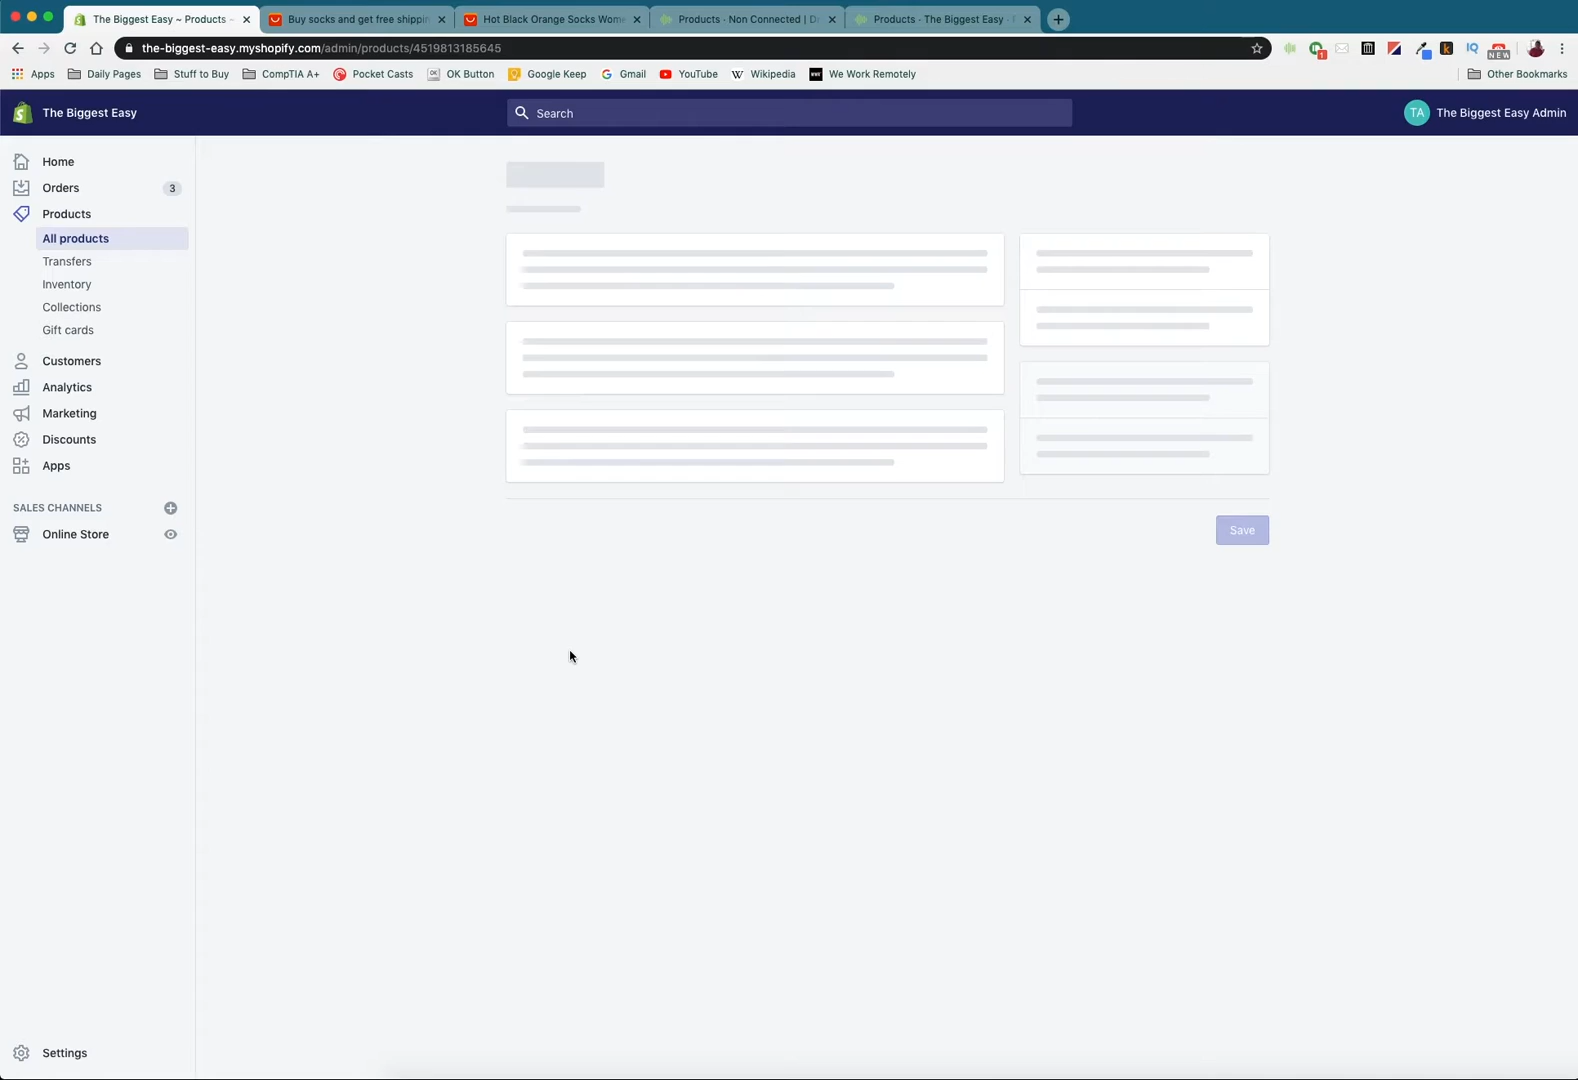 The Biggest Easy ~ Products ~
Buy socks and get free shippin
Hot Black Orange Socks Wome
Products · Non Connected | D
Products · The Biggest Easy ·
the-biggest-easy.myshopify.com/admin/products/4519813185645
1
NEW
Apps
Daily Pages
Stuff to Buy
CompTIA A+
Pocket Casts
OK
OK Button
Google Keep
Gmail
YouTube
Wikipedia
We Work Remotely
Other Bookmarks
The Biggest Easy
Search
TA
The Biggest Easy Admin
Home
Orders
3
Products
All products
Transfers
Inventory
Collections
Gift cards
Customers
Analytics
Marketing
Discounts
Apps
SALES CHANNELS
Online Store
Save
Settings